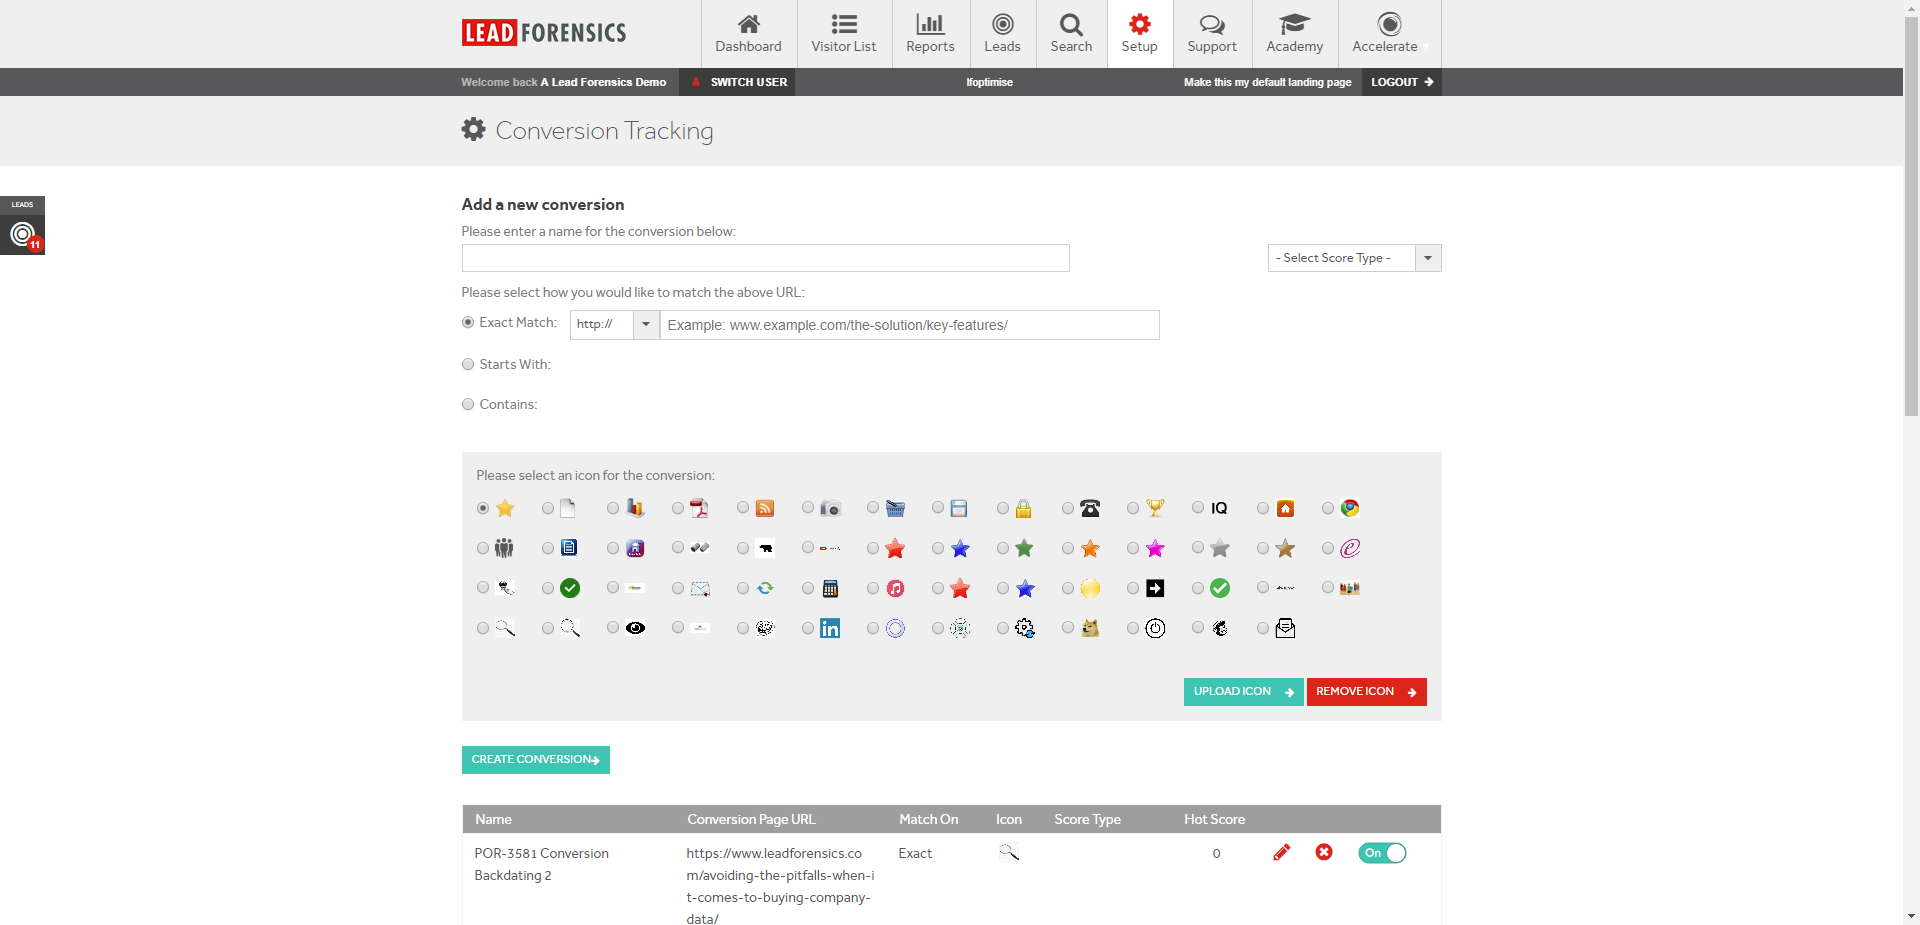 LEAD FORENSICS
Dashboard
Visitor List
Reports
Leads
Search
Setup
Support
Academy
Accelerate
Welcome back A Lead Forensics Demo
SWITCH USER
lfoptimise
Make this my default landing page
LOGOUT
Conversion Tracking
LEADS
11
Add a new conversion
Please enter a name for the conversion below:
- Select Score Type -
Please select how you would like to match the above URL:
Exact Match:
http://
Example: www.example.com/the-solution/key-features/
Starts With:
Contains:
Please select an icon for the conversion:
IQ
in
UPLOAD ICON
REMOVE ICON
CREATE CONVERSION
Name
Conversion Page URL
Match On
Icon
Score Type
Hot Score
POR-3581 Conversion
Backdating 2
https://www.leadforensics.co
m/avoiding-the-pitfalls-when-i
t-comes-to-buying-company-
data/
Exact
0
On